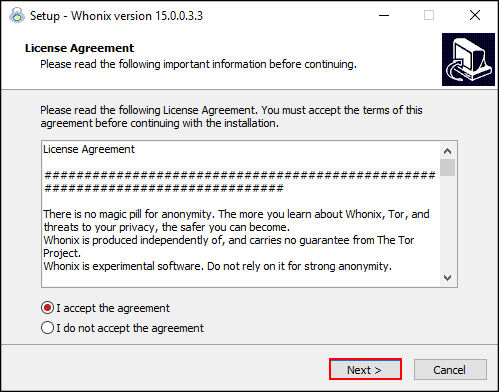 Setup - Whonix version 15.0.0.3.3
License Agreement
Please read the following important information before continuing.
Please read the following License Agreement. You must accept the terms of this
agreement before continuing with the installation.
License Agreement
###################################################
###############################
There is no magic pill for anonymity. The more you learn about Whonix, Tor, and
threats to your privacy, the safer you can become.
Whonix is produced independently of, and carries no guarantee from The Tor
Project.
Whonix is experimental software. Do not rely on it for strong anonymity.
I accept the agreement
I do not accept the agreement
Next >
Cancel